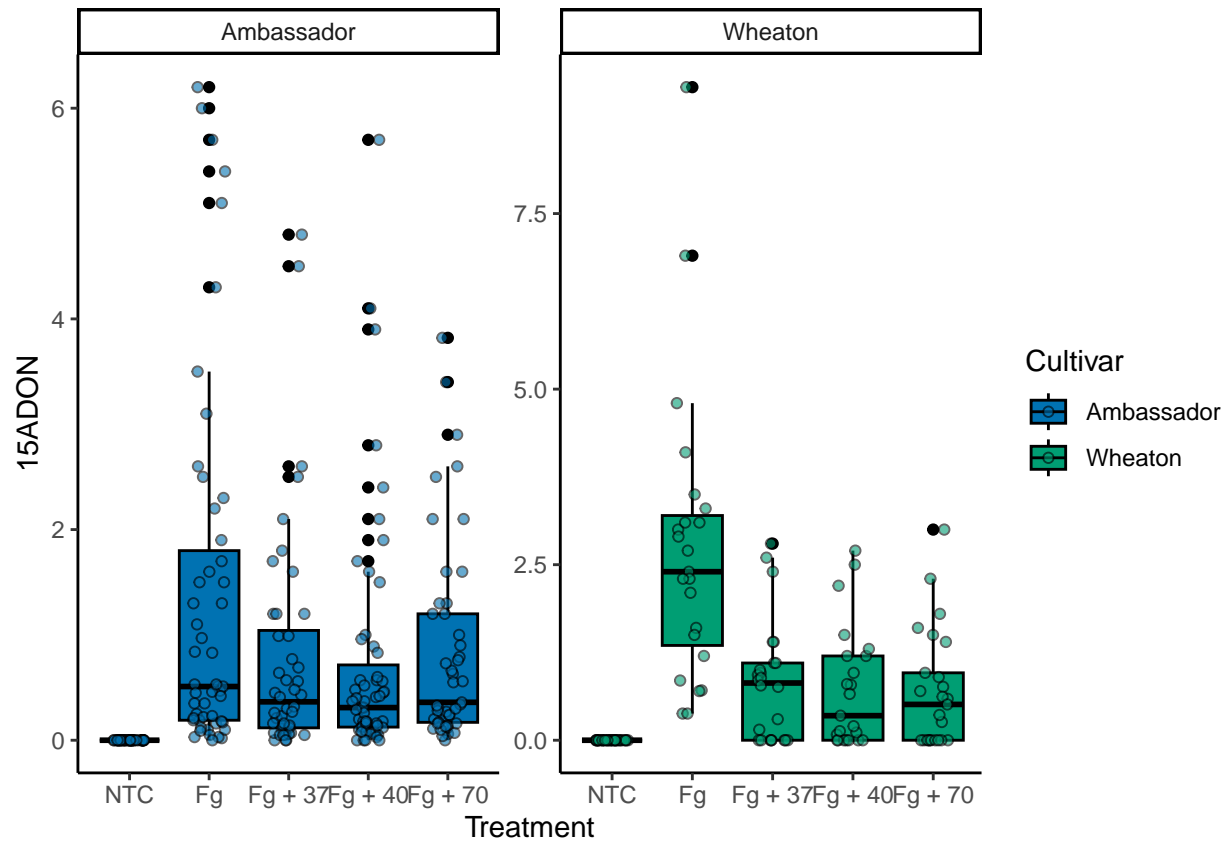 Ambassador
Wheaton
6
4
2
0
7.5
5.0
2.5
0.0
15ADON
NTC Fg Fg + 37 Fg + 40 Fg + 70
NTC Fg Fg + 37 Fg + 40 Fg + 70
Treatment
Cultivar
Ambassador
Wheaton